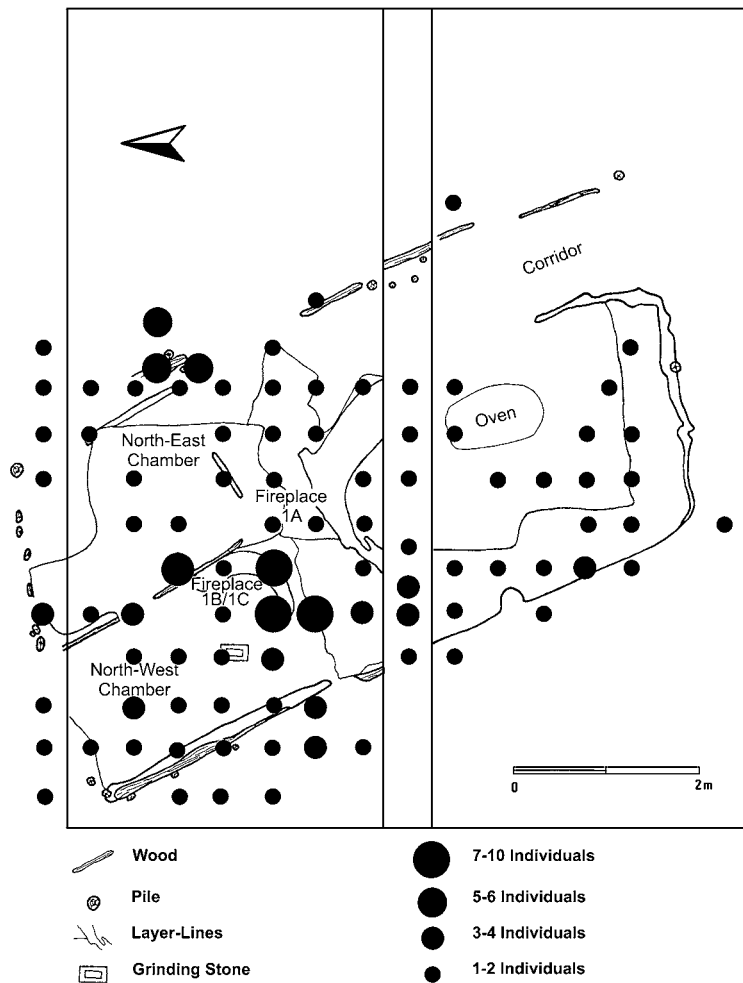 Corridor
Oven
North-East
Chamber
Fireplace
1A
Fireplace
1B/1C
North-West
Chamber
0 2m
Wood 7-10 Individuals
Pile 5-6 Individuals
Layer-Lines 3-4 Individuals
Grinding Stone 1-2 Individuals